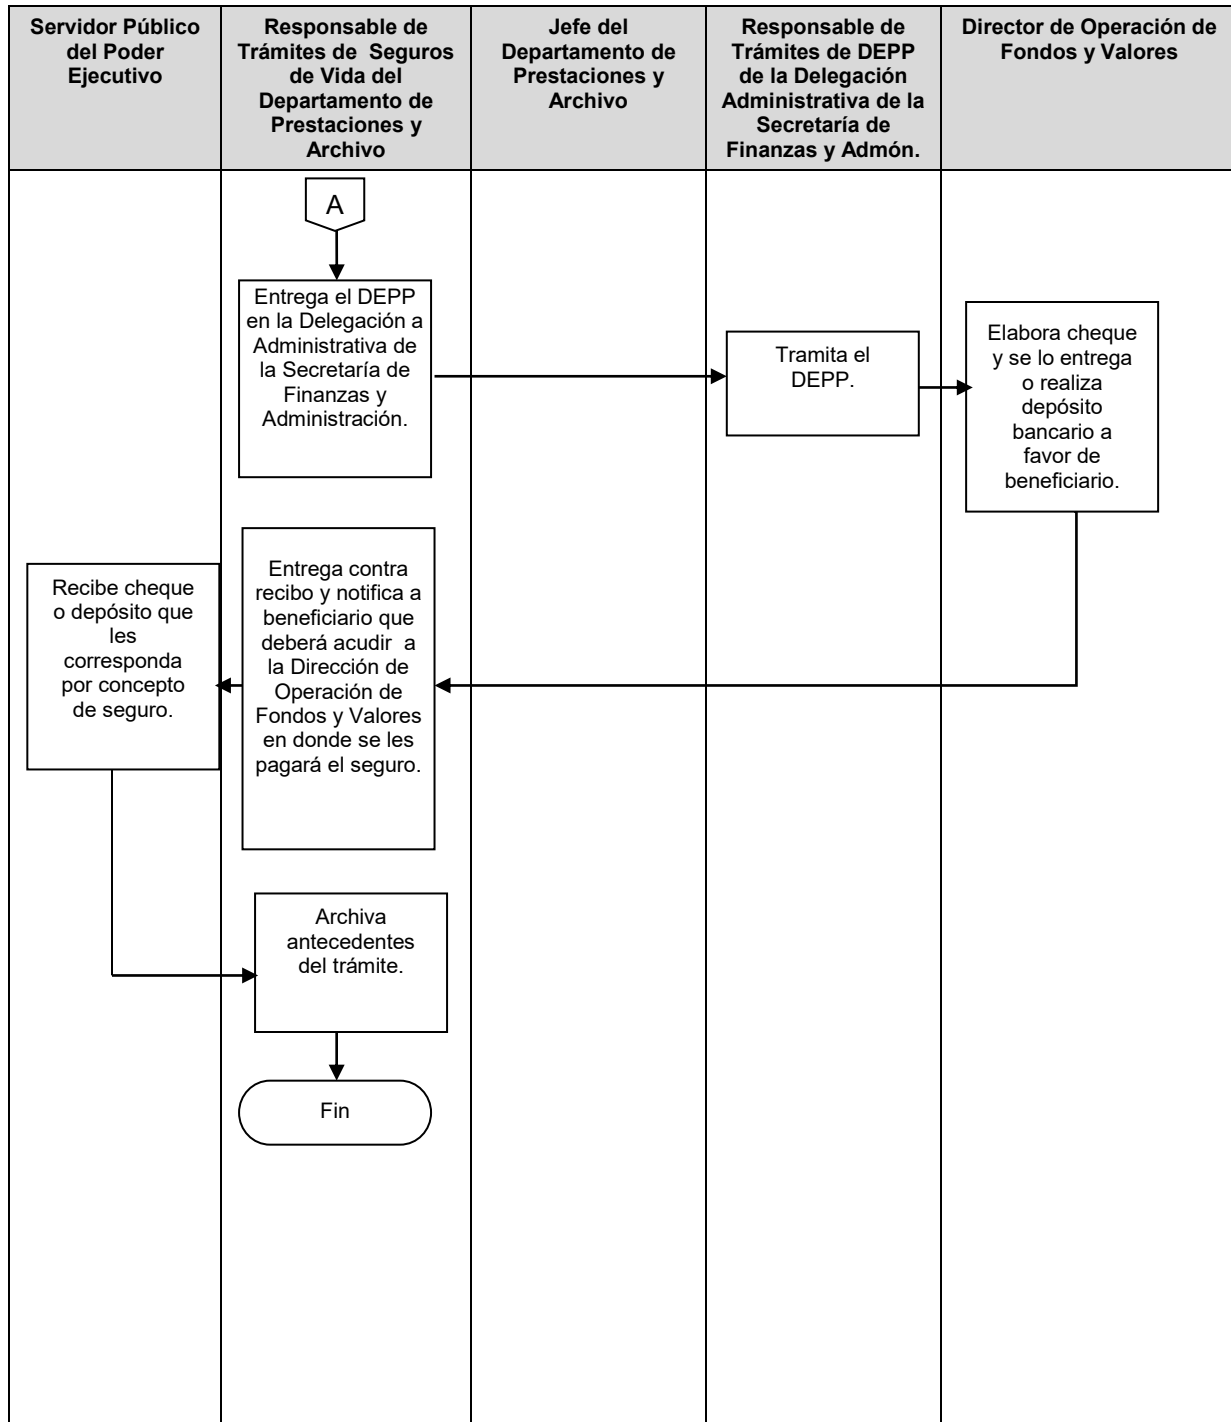 Servidor Público
del Poder
Ejecutivo
Responsable de
Trámites de Seguros
de Vida del
Departamento de
Prestaciones y
Archivo
Jefe del
Departamento de
Prestaciones y
Archivo
Responsable de
Trámites de DEPP
de la Delegación
Administrativa de la
Secretaría de
Finanzas y Admón.
Director de Operación de
Fondos y Valores
A
Entrega el DEPP
en la Delegación a
Administrativa de
la Secretaría de
Finanzas y
Administración.
Tramita el
DEPP.
Elabora cheque
y se lo entrega
o realiza
depósito
bancario a
favor de
beneficiario.
Entrega contra
recibo y notifica a
beneficiario que
deberá acudir a
la Dirección de
Operación de
Fondos y Valores
en donde se les
pagará el seguro.
Recibe cheque
o depósito que
les
corresponda
por concepto
de seguro.
Archiva
antecedentes
del trámite.
Fin